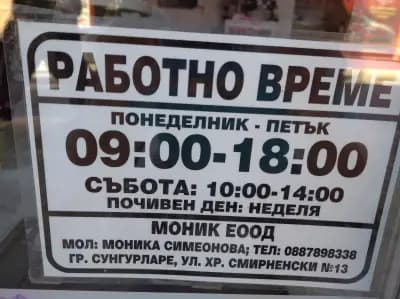 РАБОТНО ВРЕМЕ
ПОНЕДЕЛНИК - ПЕТЪК
09:00-18:00
СЪБОТА: 10:00-14:00
ПОЧИВЕН ДЕН: НЕДЕЛЯ
МОНИК ЕООД
МОЛ: МОНИКА СИМЕОНОВА; ТЕЛ: 0887898338
ГР. СУНГУРЛАРЕ, УЛ. ХР. СМИРНЕНСКИ №13